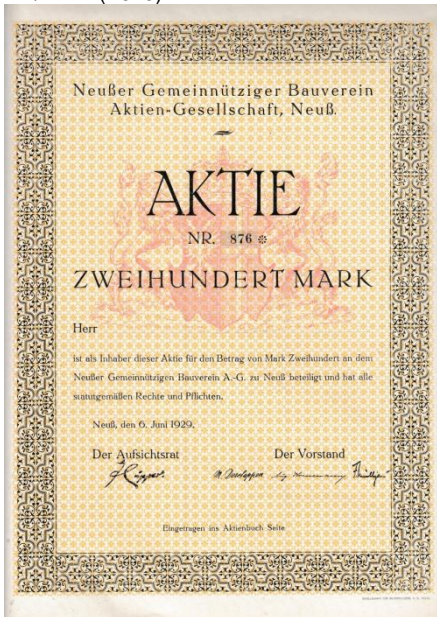 Neußer Gemeinnütziger Bauverein
Aktien-Gesellschaft, Neuß.
AKTIE
NR. 876
ZWEIHUNDERT MARK
Herr
ist als Inhaber dieser Aktie für den Betrag von Mark Zweihundert an dem
Neußer Gemeinnützigen Bauverein A.-G. zu Neuß beteiligt und hat alle
statutgemäßen Rechte und Pflichten.
Neuß, den 6. Juni 1929.
Der Aufsichtsrat Der Vorstand
Eingetragen ins Aktienbuch Seite